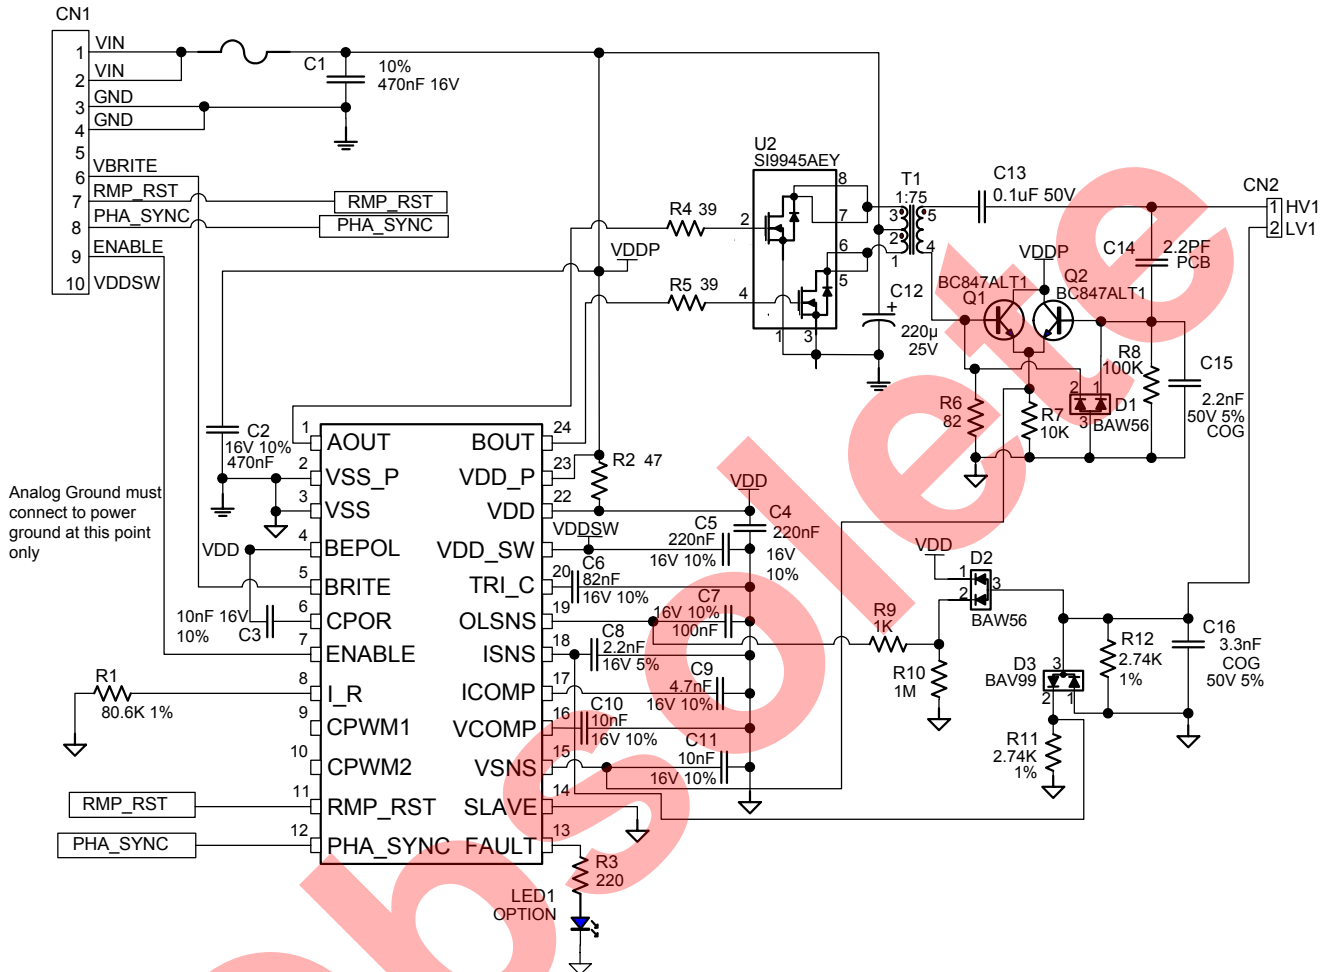 CN1
1 VIN
2 VIN
3 GND
4 GND
5
6 VBRITE
7 RMP_RST
8 PHA_SYNC
9 ENABLE
10 VDDSW
C1
10%
470nF 16V
RMP_RST
PHA_SYNC
VDDP
R4 39
R5 39
U2
SI9945AEY
2
4
8
7
6
5
1
3
T1
1:75
3
2
1
5
4
C12
+
220µ
25V
C13
0.1uF 50V
CN2
1 HV1
2 LV1
C14
2.2PF
PCB
VDDP
BC847ALT1
Q1
Q2
BC847ALT1
R8
100K
C15
2.2nF
50V 5%
COG
R6
82
R7
10K
2 1
3
D1
BAW56
C2
16V 10%
470nF
Analog Ground must
connect to power
ground at this point
only
VDD
10nF 16V
10%
C3
R1
80.6K 1%
RMP_RST
PHA_SYNC
1 AOUT
2 VSS_P
3 VSS
4 BEPOL
5 BRITE
6 CPOR
7 ENABLE
8 I_R
9 CPWM1
10 CPWM2
11 RMP_RST
12 PHA_SYNC
BOUT 24
VDD_P 23
VDD 22
VDD_SW
TRI_C 20
OLSNS 19
ISNS 18
ICOMP 17
VCOMP 16
VSNS 15
SLAVE 14
FAULT 13
R2 47
VDD
VDDSW
C4
220nF
16V
10%
C5
220nF
16V 10%
C6
82nF
16V 10%
C7
16V 10%
100nF
C8
2.2nF
16V 5%
C9
4.7nF
16V 10%
C10
10nF
16V 10%
C11
10nF
16V 10%
R3
220
LED1
OPTION
VDD
D2
1
2
3
BAW56
R9
1K
R10
1M
D3
BAV99
3
2
1
R11
2.74K
1%
R12
2.74K
1%
C16
3.3nF
COG
50V 5%
obsolete